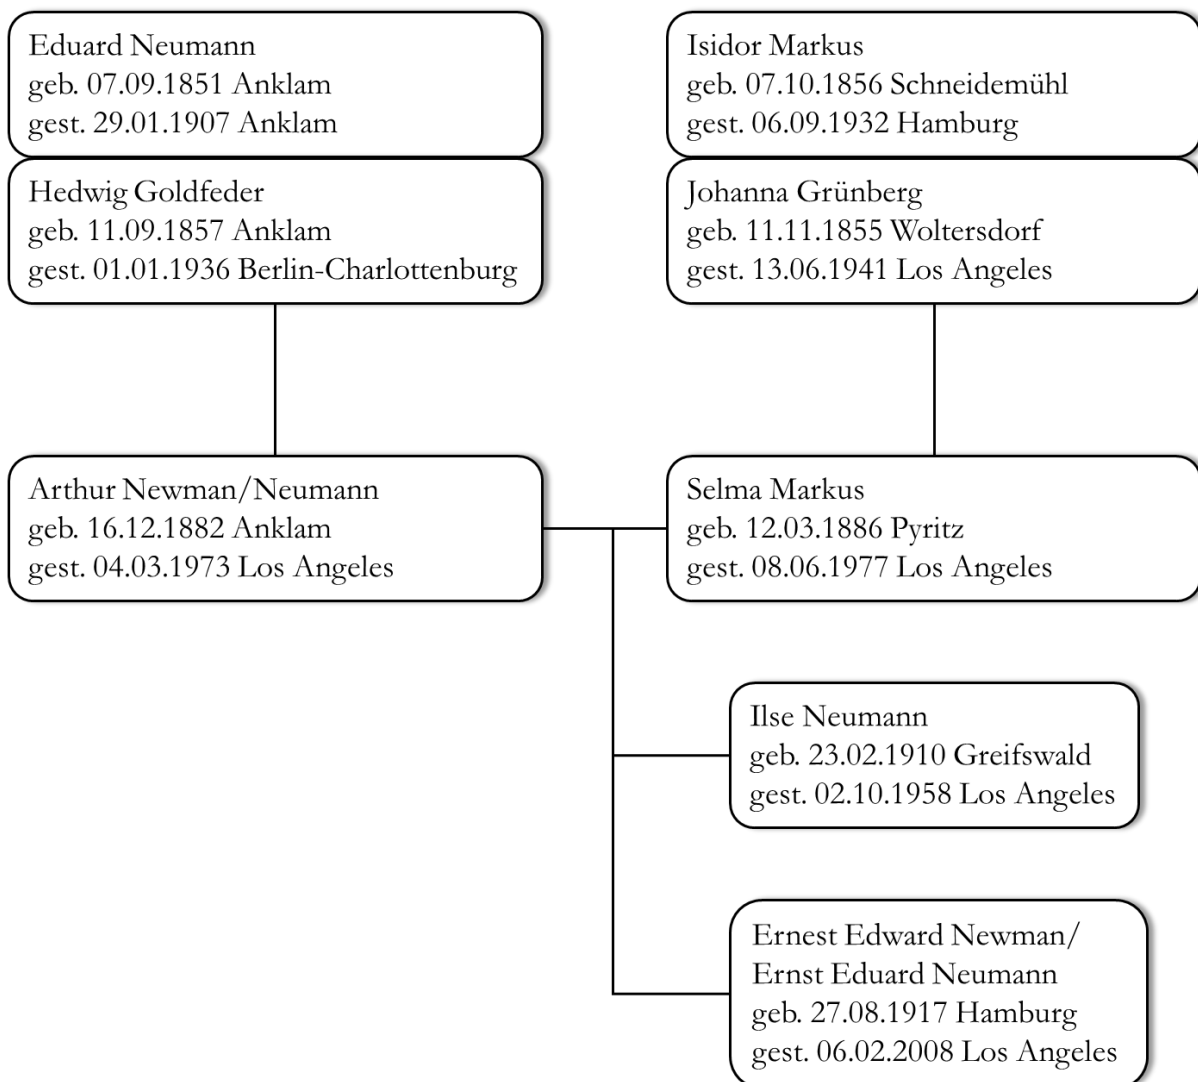 Eduard Neumann
geb. 07.09.1851 Anklam
gest. 29.01.1907 Anklam
Hedwig Goldfeder
geb. 11.09.1857 Anklam
gest. 01.01.1936 Berlin-Charlottenburg
Isidor Markus
geb. 07.10.1856 Schneidemühl
gest. 06.09.1932 Hamburg
Johanna Grünberg
geb. 11.11.1855 Woltersdorf
gest. 13.06.1941 Los Angeles
Arthur Newman/Neumann
geb. 16.12.1882 Anklam
gest. 04.03.1973 Los Angeles
Selma Markus
geb. 12.03.1886 Pyritz
gest. 08.06.1977 Los Angeles
Ilse Neumann
geb. 23.02.1910 Greifswald
gest. 02.10.1958 Los Angeles
Ernest Edward Newman/
Ernst Eduard Neumann
geb. 27.08.1917 Hamburg
gest. 06.02.2008 Los Angeles